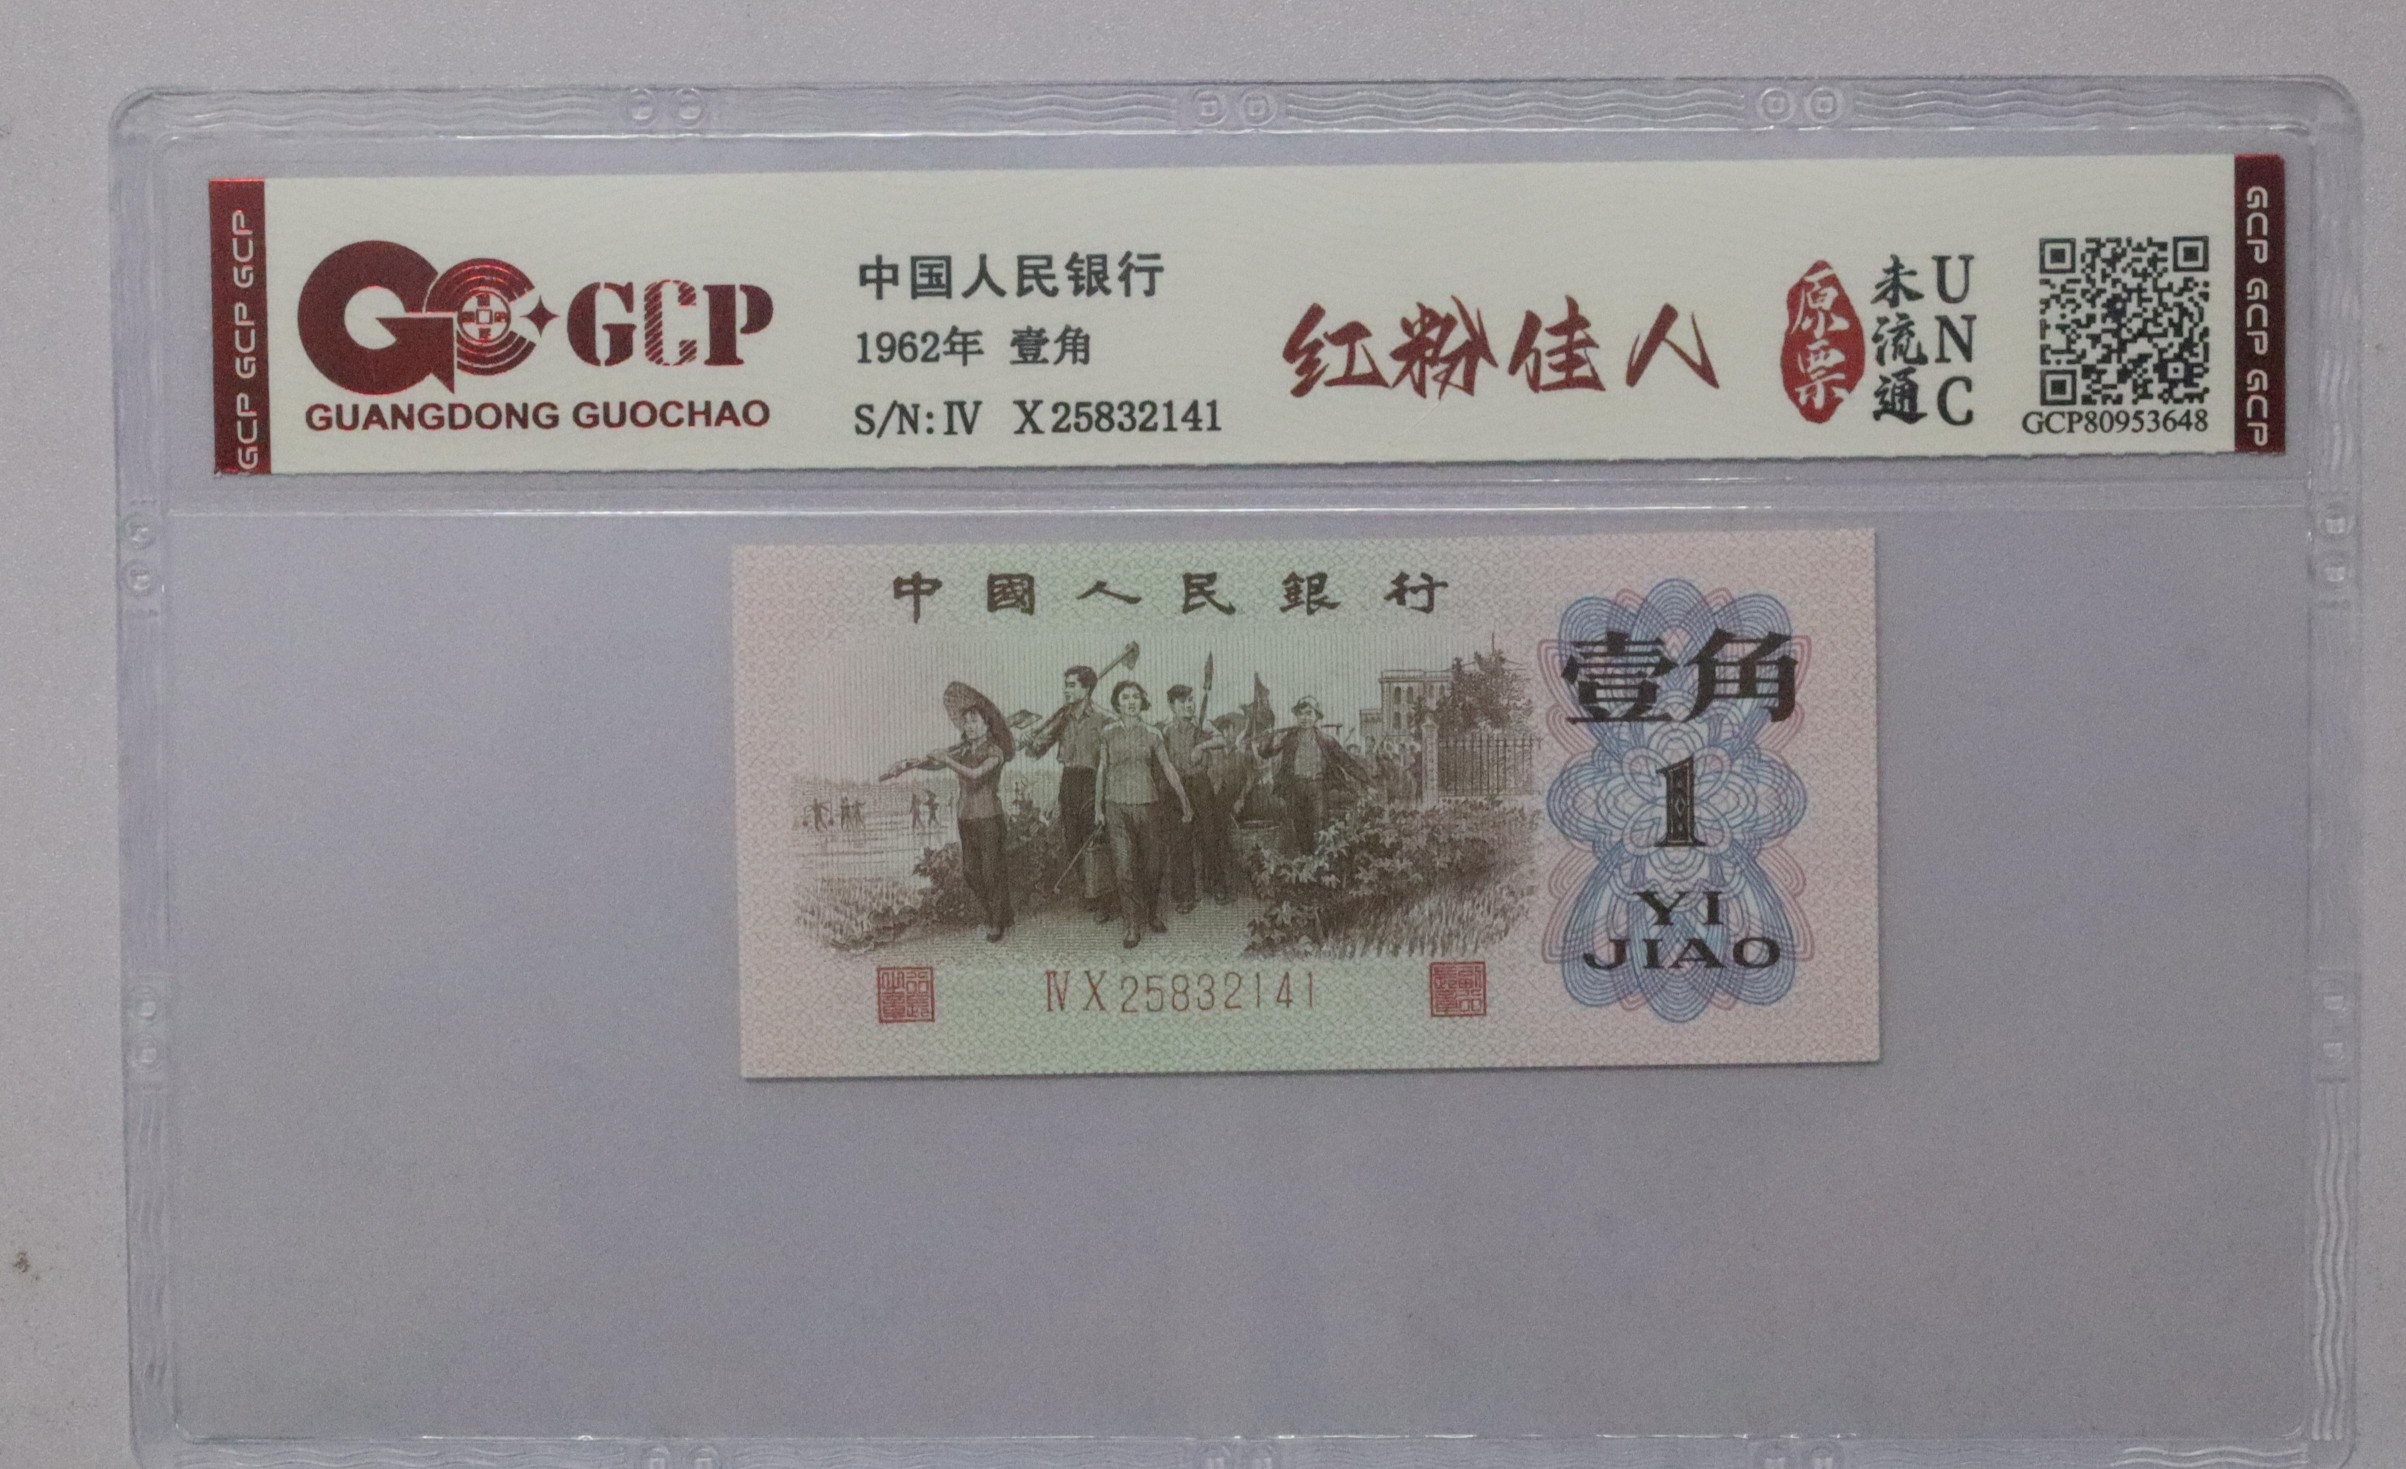 GCP GCP GCP
GCP
GUANGDONG GUOCHAO
中国人民银行
1962年 壹角
S/N: Ⅳ X25832141
红粉佳人
原票
未流通
UNC
GCP80953648
GCP GCP GCP
中國人民銀行
壹角
1
YI
JIAO
ⅣX25832141